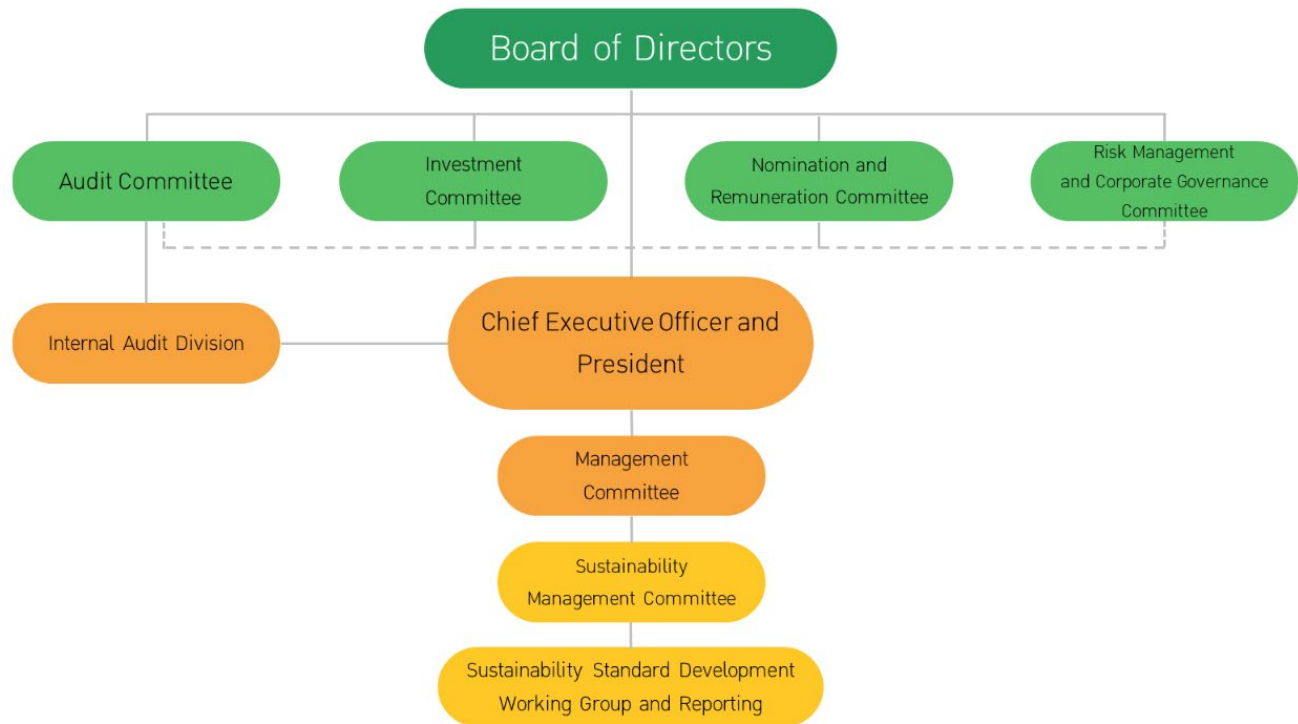 Board of Directors
Audit Committee
Investment
Committee
Nomination and
Remuneration Committee
Risk Management
and Corporate Governance
Committee
Internal Audit Division
Chief Executive Officer and
President
Management
Committee
Sustainability
Management Committee
Sustainability Standard Development
Working Group and Reporting